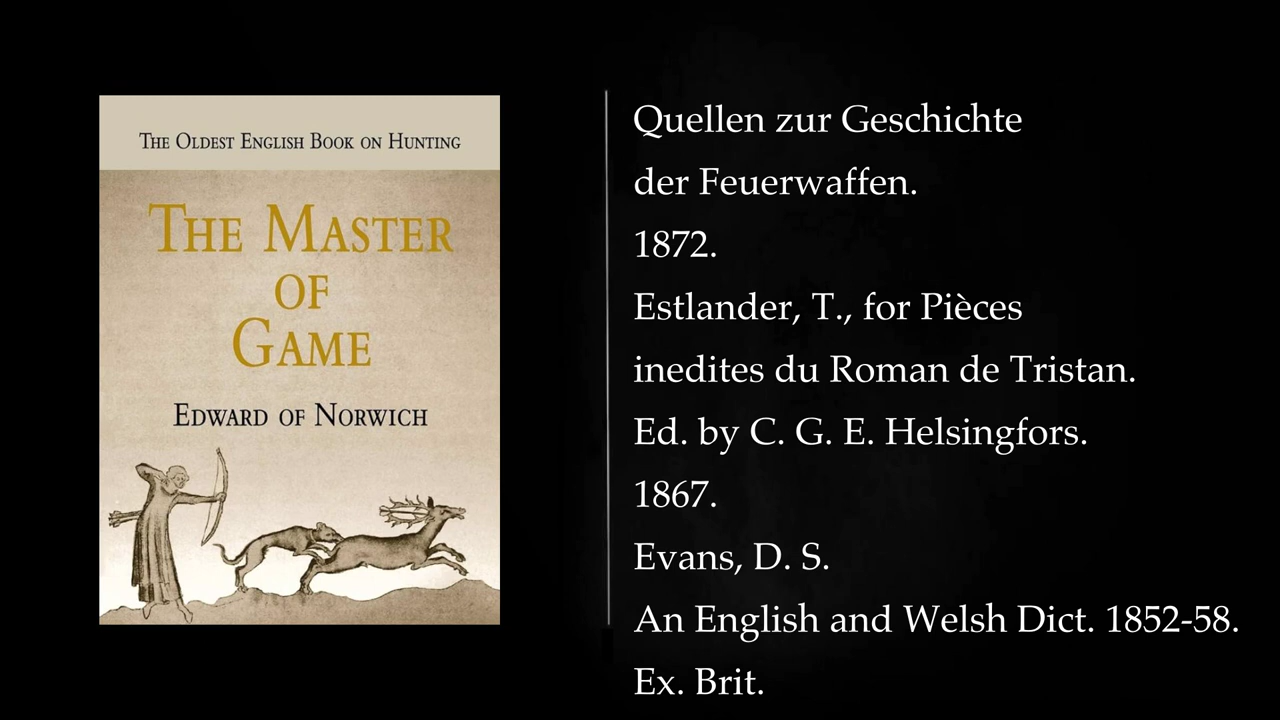 The Oldest English Book on Hunting
The Master
of
Game
Edward of Norwich
Quellen zur Geschichte
der Feuerwaffen.
1872.
Estlander, T., for Pièces
inedites du Roman de Tristan.
Ed. by C. G. E. Helsingfors.
1867.
Evans, D. S.
An English and Welsh Dict. 1852-58.
Ex. Brit.